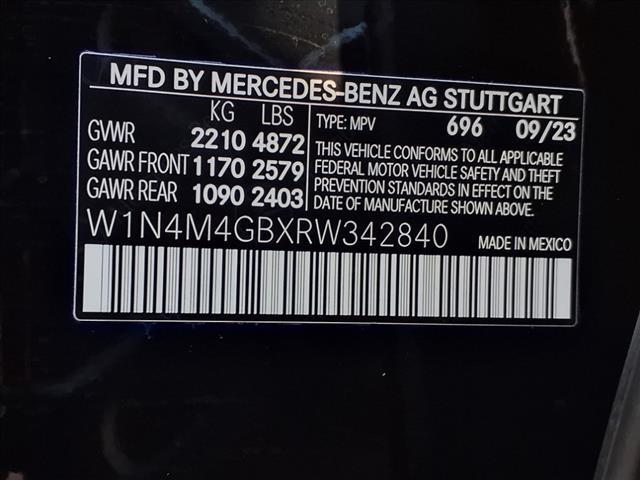 MFD BY MERCEDES-BENZ AG STUTTGART
KG LBS
GVWR 2210 4872
GAWR FRONT 1170 2579
GAWR REAR 1090 2403
TYPE: MPV 696 09/23
THIS VEHICLE CONFORMS TO ALL APPLICABLE
FEDERAL MOTOR VEHICLE SAFETY AND THEFT
PREVENTION STANDARDS IN EFFECT ON THE
DATE OF MANUFACTURE SHOWN ABOVE.
W1N4M4GBXRW342840 MADE IN MEXICO